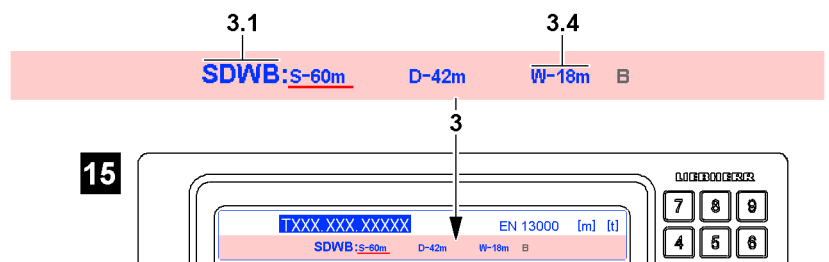 3.1 3.4
SDWB: S-60m D-42m W-18m B
3
15
LIEBHERR
TXXX.XXX.XXXXX EN 13000 [m] [t]
SDWB: S-60m D-42m W-18m B
7 8 9
4 5 6